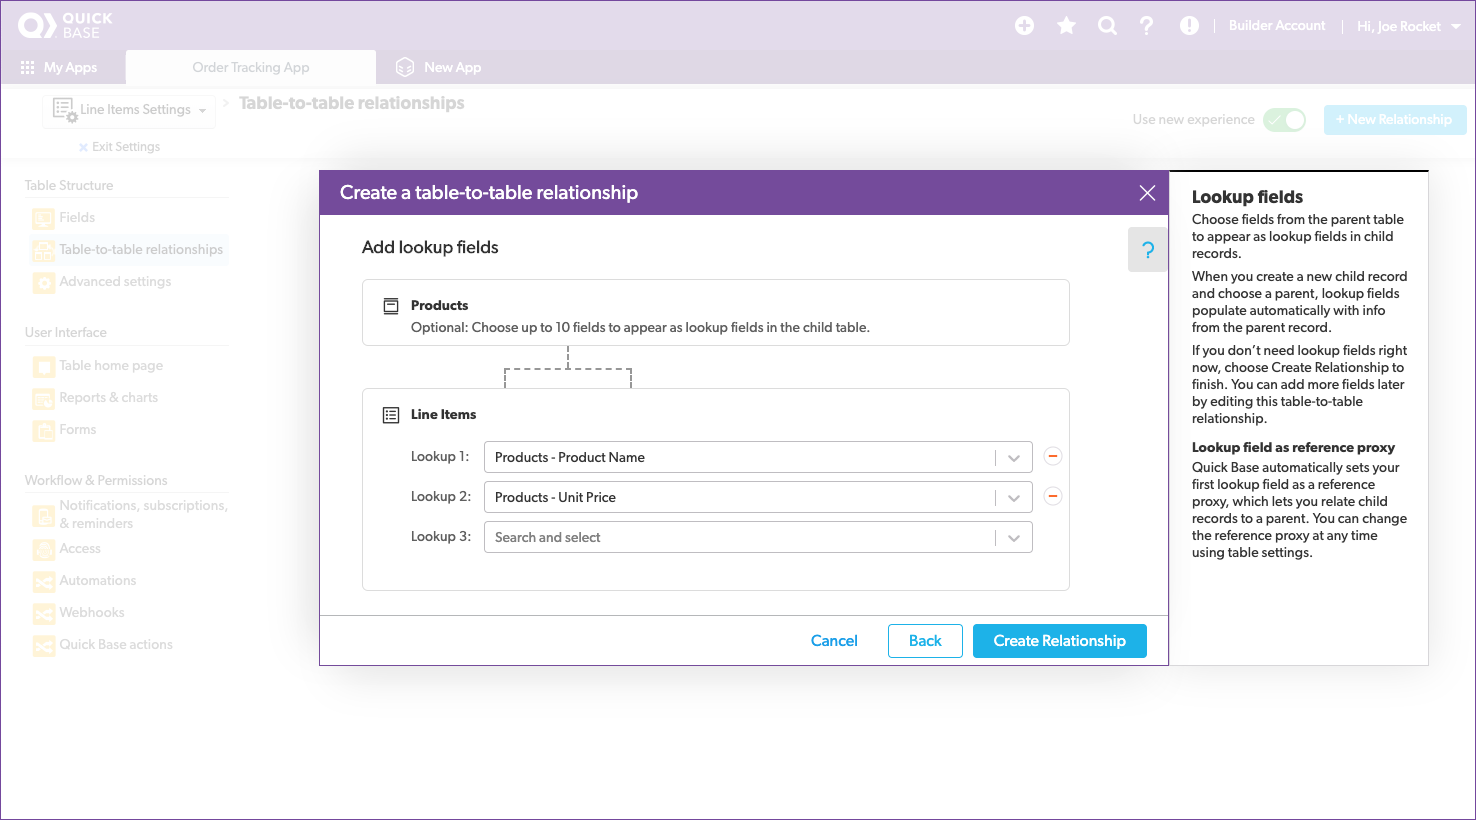 QUICK
BASE
Builder Account
Hi, Joe Rocket
My Apps
Order Tracking App
New App
Line Items Settings
> Table-to-table relationships
Use new experience
+ New Relationship
× Exit Settings
Table Structure
Fields
Table-to-table relationships
Advanced settings
User Interface
Table home page
Reports & charts
Forms
Workflow & Permissions
Notifications, subscriptions,
& reminders
Access
Automations
Webhooks
Quick Base actions
Create a table-to-table relationship
Add lookup fields
?
Products
Optional: Choose up to 10 fields to appear as lookup fields in the child table.
Line Items
Lookup 1:
Products - Product Name
Lookup 2:
Products - Unit Price
Lookup 3:
Search and select
Cancel
Back
Create Relationship
Lookup fields
Choose fields from the parent table
to appear as lookup fields in child
records.
When you create a new child record
and choose a parent, lookup fields
populate automatically with info
from the parent record.
If you don’t need lookup fields right
now, choose Create Relationship to
finish. You can add more fields later
by editing this table-to-table
relationship.
Lookup field as reference proxy
Quick Base automatically sets your
first lookup field as a reference
proxy, which lets you relate child
records to a parent. You can change
the reference proxy at any time
using table settings.